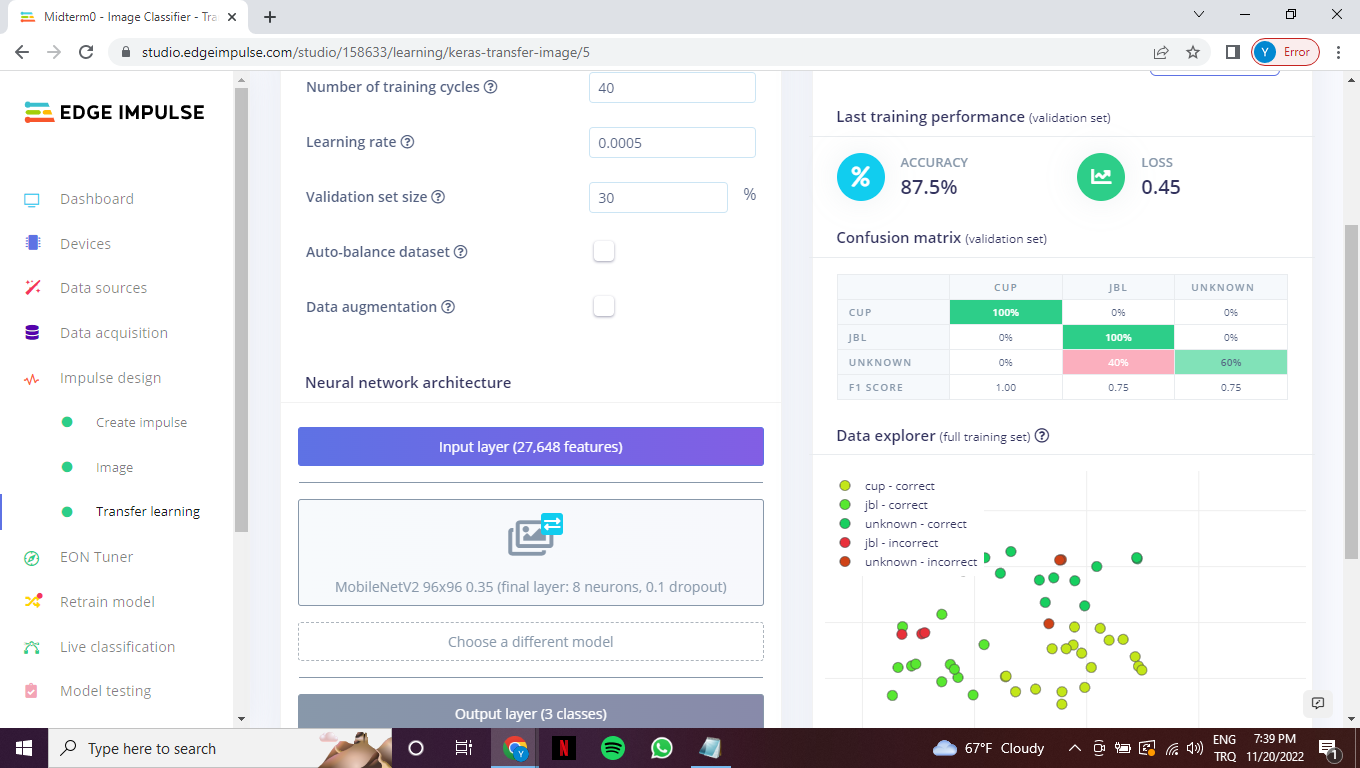 Midterm0 - Image Classifier - Tra
studio.edgeimpulse.com/studio/158633/learning/keras-transfer-image/5
Y Error
EDGE IMPULSE
Dashboard
Devices
Data sources
Data acquisition
Impulse design
Create impulse
Image
Transfer learning
EON Tuner
Retrain model
Live classification
Model testing
Number of training cycles ? 40
Learning rate ? 0.0005
Validation set size ? 30 %
Auto-balance dataset ?
Data augmentation ?
Neural network architecture
Input layer (27,648 features)
MobileNetV2 96x96 0.35 (final layer: 8 neurons, 0.1 dropout)
Choose a different model
Output layer (3 classes)
Last training performance (validation set)
% ACCURACY
87.5%
LOSS
0.45
Confusion matrix (validation set)
CUP JBL UNKNOWN
CUP 100% 0% 0%
JBL 0% 100% 0%
UNKNOWN 0% 40% 60%
F1 SCORE 1.00 0.75 0.75
Data explorer (full training set) ?
cup - correct
jbl - correct
unknown - correct
jbl - incorrect
unknown - incorrect
Type here to search
Y
N
67°F Cloudy
ENG
TRQ
7:39 PM
11/20/2022
1